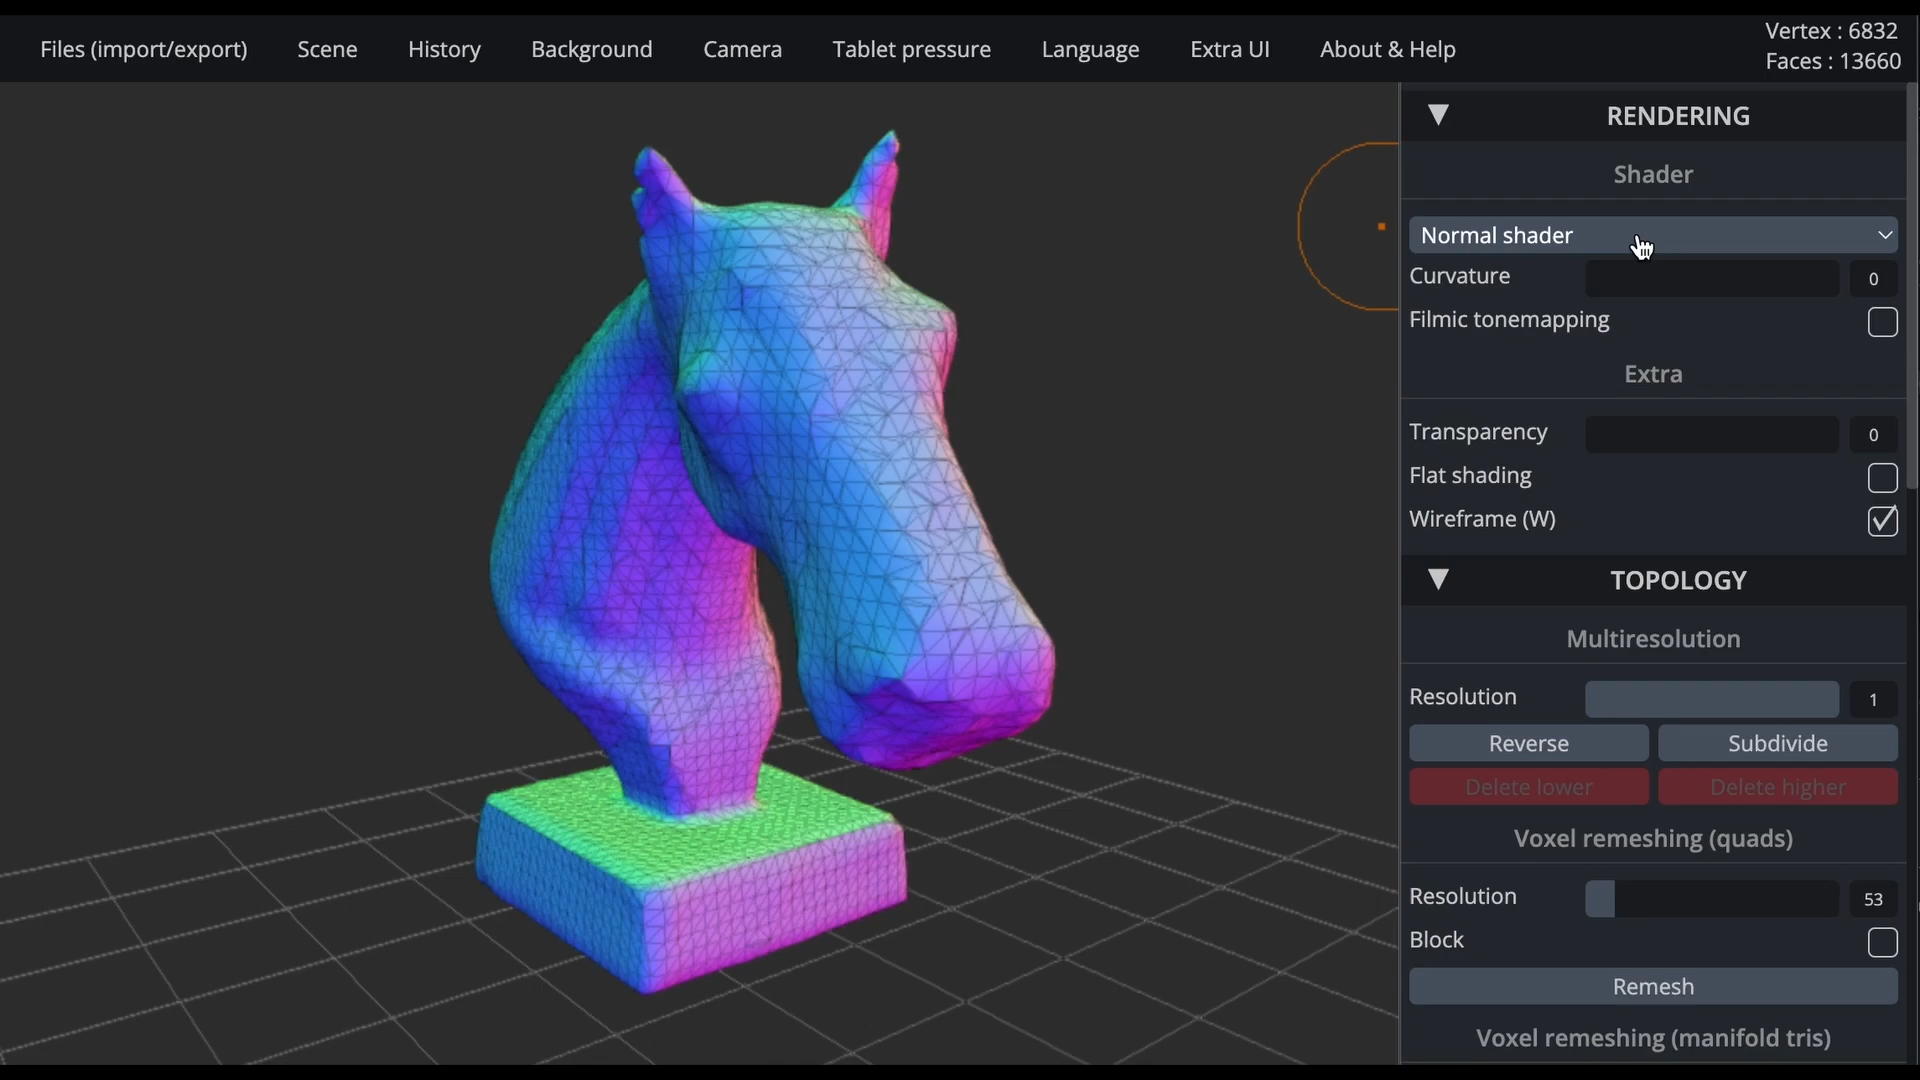 Files (import/export) Scene History Background Camera Tablet pressure Language Extra UI About & Help
Vertex : 6832
Faces : 13660
RENDERING
Shader
Normal shader
Curvature 0
Filmic tonemapping
Extra
Transparency 0
Flat shading
Wireframe (W)
TOPOLOGY
Multiresolution
Resolution 1
Reverse Subdivide
Delete lower Delete higher
Voxel remeshing (quads)
Resolution 53
Block
Remesh
Voxel remeshing (manifold tris)